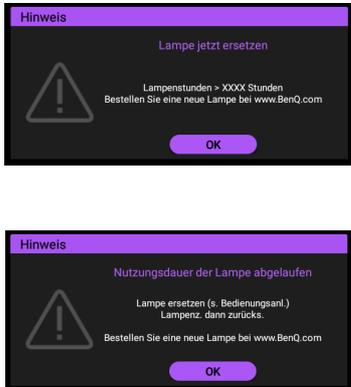 Hinweis
Lampe jetzt ersetzen
Lampenstunden > XXXX Stunden
Bestellen Sie eine neue Lampe bei www.BenQ.com
OK
Hinweis
Nutzungsdauer der Lampe abgelaufen
Lampe ersetzen (s. Bedienungsanl.)
Lampenz. dann zurücks.
Bestellen Sie eine neue Lampe bei www.BenQ.com
OK